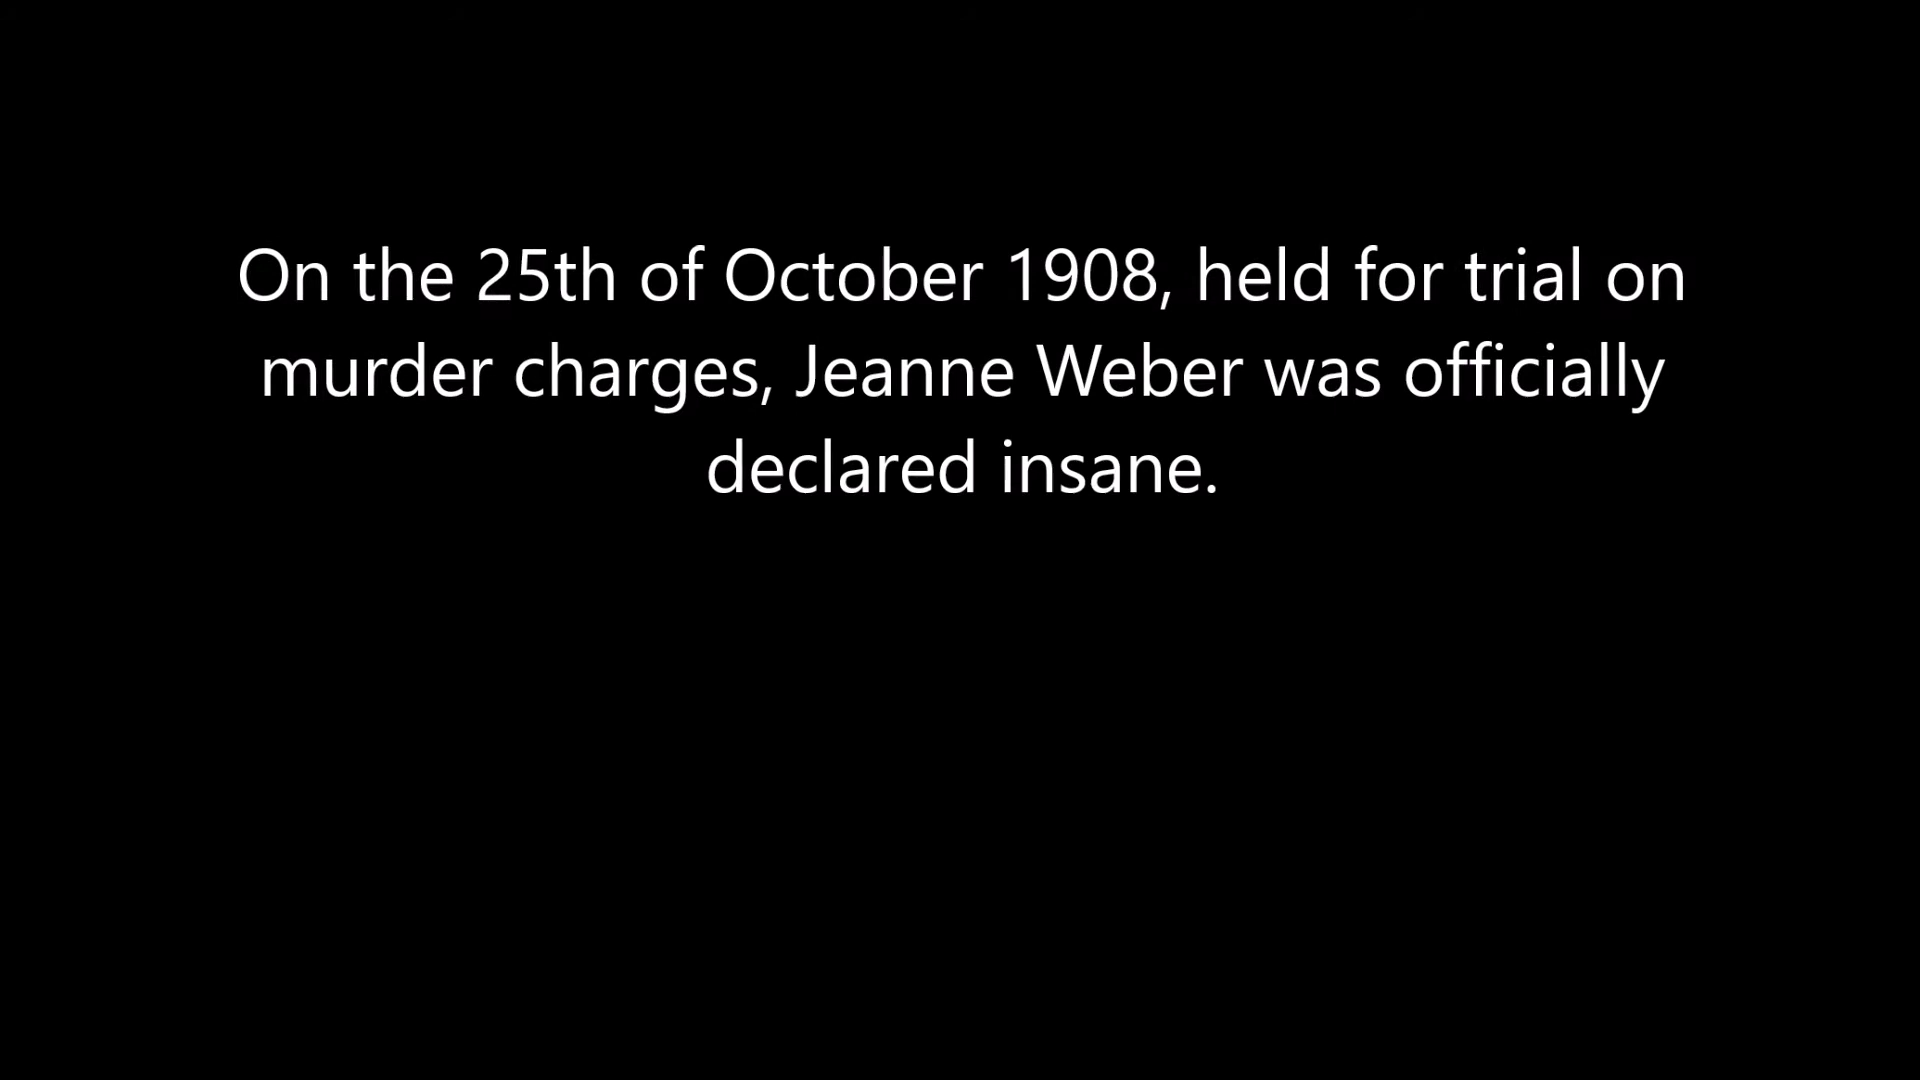 On the 25th of October 1908, held for trial on
murder charges, Jeanne Weber was officially
declared insane.